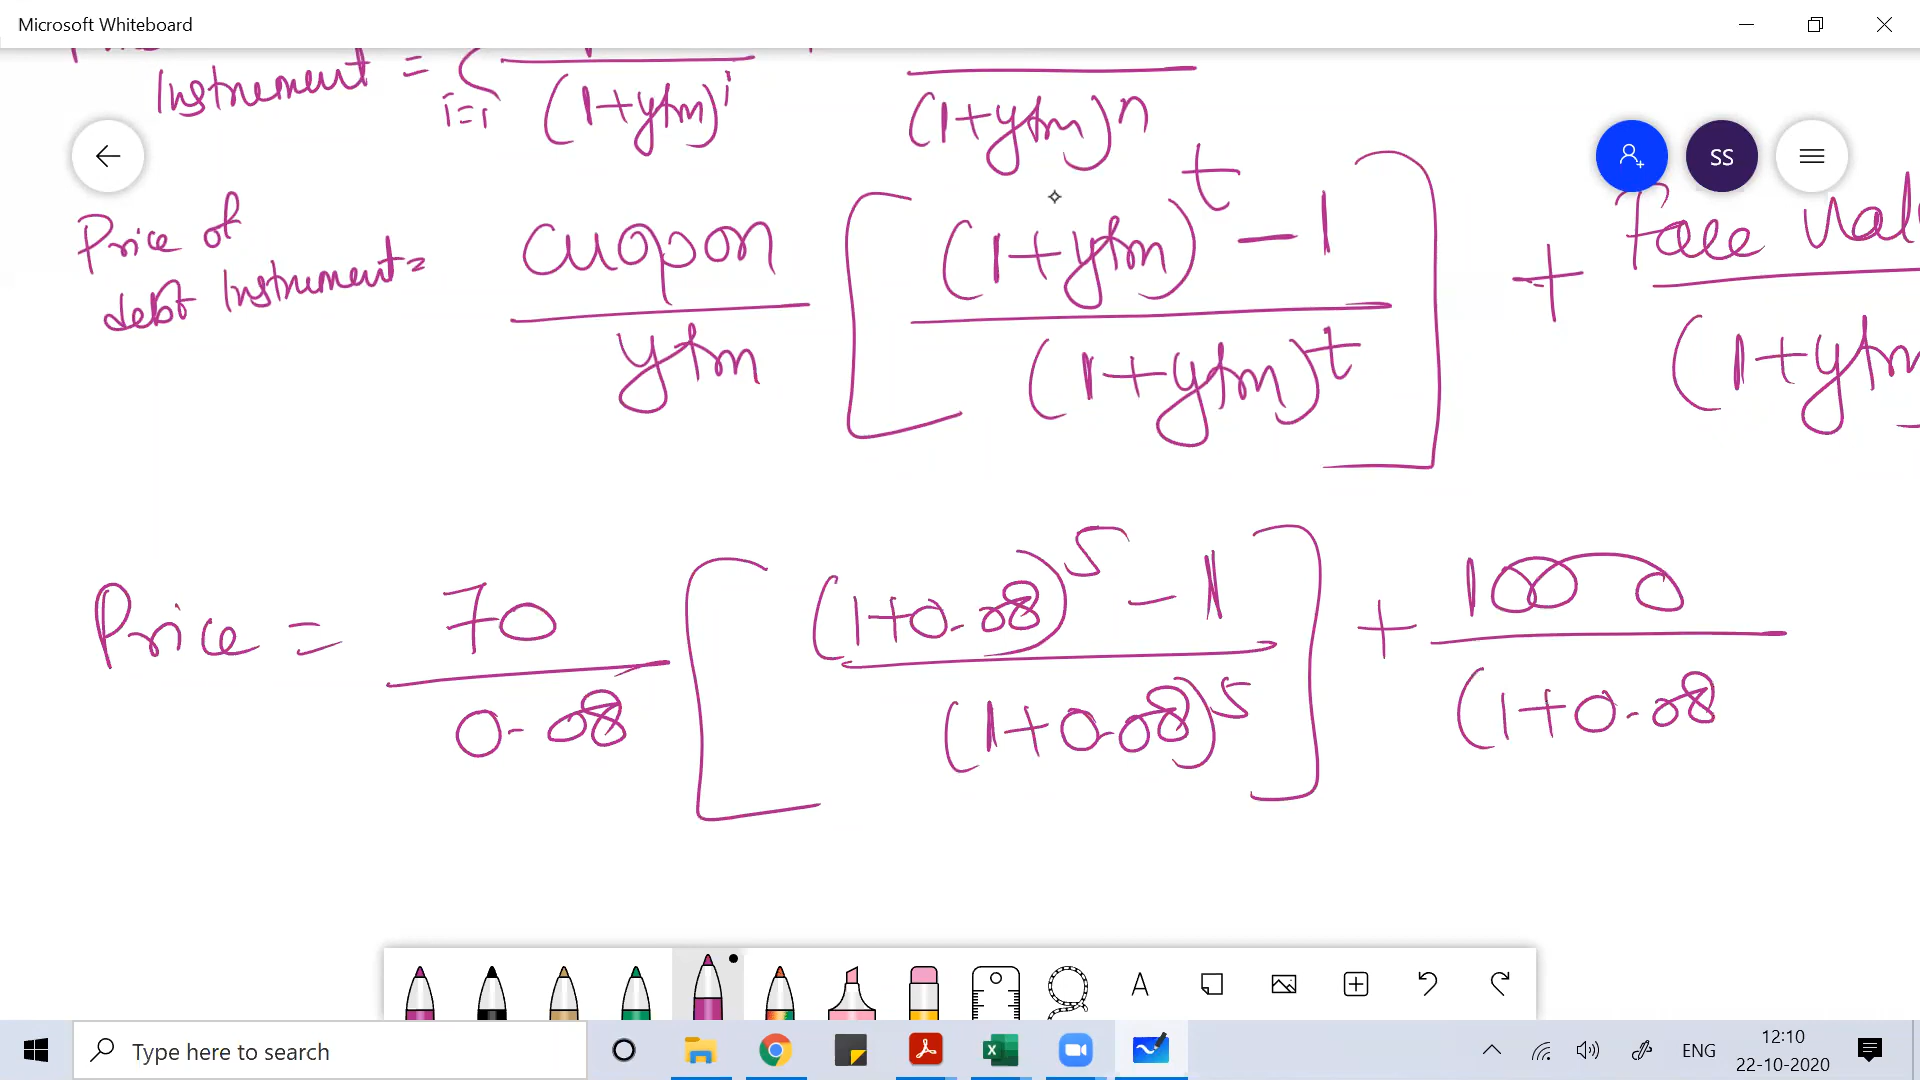 Microsoft Whiteboard
Instrument = i=1 (1+ytm)^i (1+ytm)^n
SS
Price of debt Instrument = cuopon / ytm [ (1+ytm)^t - 1 / (1+ytm)^t ] + Face Val / (1+ytm
Price = 70 / 0.08 [ (1+0.08)^5 - 1 / (1+0.08)^5 ] + 1000 / (1+0.08
Type here to search
ENG
12:10
22-10-2020